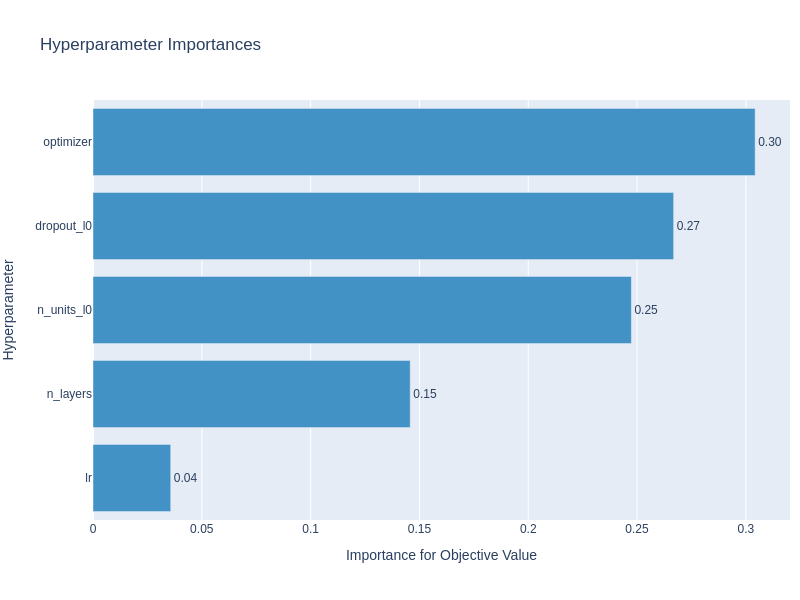 Hyperparameter Importances
optimizer
0.30
dropout_l0
0.27
n_units_l0
0.25
n_layers
0.15
lr
0.04
0
0.05
0.1
0.15
0.2
0.25
0.3
Importance for Objective Value
Hyperparameter